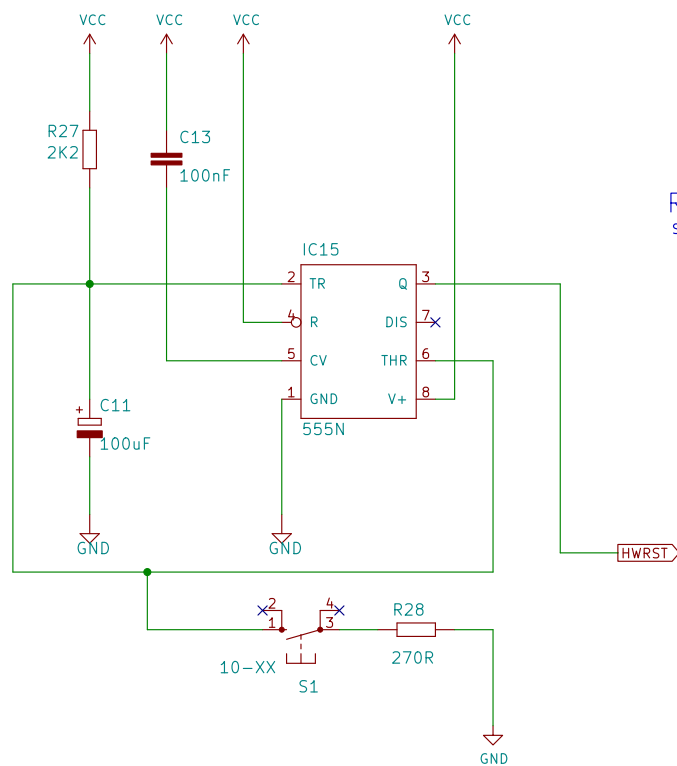 VCC VCC VCC VCC
R27
2K2
C13
100nF
R
s
IC15
2 TR Q 3
4 R DIS 7
5 CV THR 6
1 GND V+ 8
555N
+ C11
100uF
GND GND
HWRST
2 4
1 3
R28
270R
10-XX
S1
GND